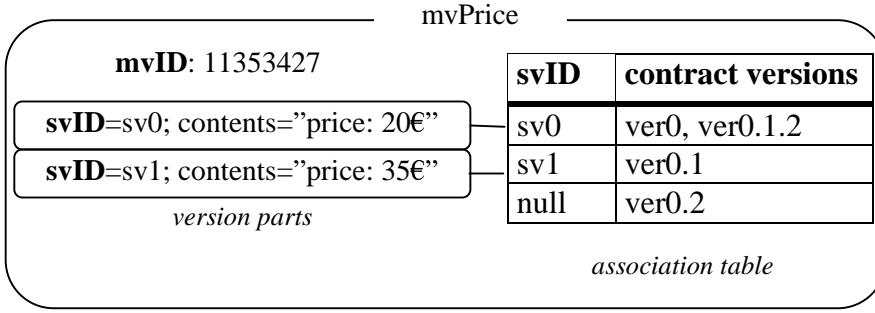 mvPrice
mvID: 11353427
svID=sv0; contents=”price: 20€”
svID=sv1; contents=”price: 35€”
version parts
svID contract versions
sv0 ver0, ver0.1.2
sv1 ver0.1
null ver0.2
association table